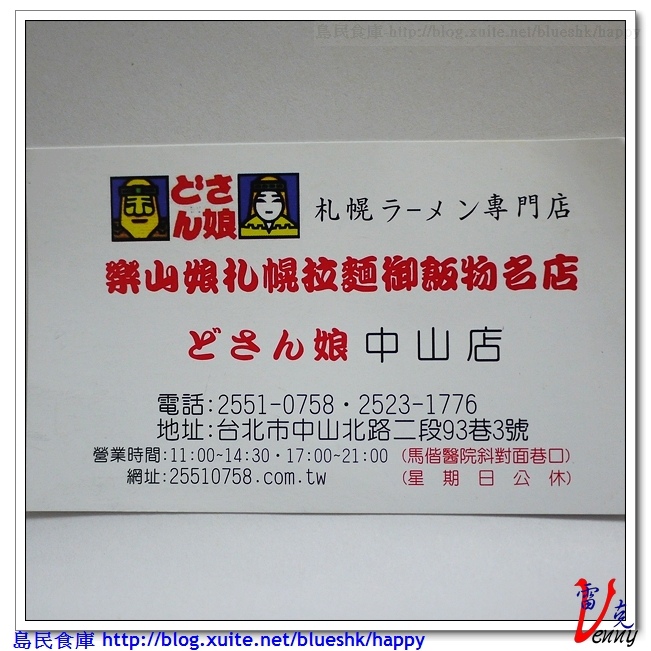 島民食庫 http://blog.xuite.net/blueshk/happy
どさん娘
札幌ラーメン專門店
樂山娘札幌拉麵御飯物名店
どさん娘 中山店
電話:2551-0758・2523-1776
地址:台北市中山北路二段93巷3號
營業時間:11:00~14:30・17:00~21:00 (馬偕醫院斜對面巷口)
網址:25510758.com.tw (星期日公休)
雷克
Venny
島民食庫 http://blog.xuite.net/blueshk/happy